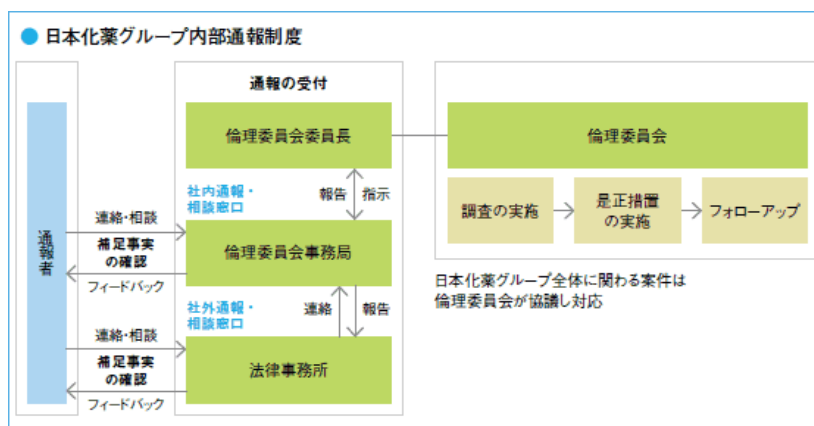 日本化薬グループ内部通報制度
通報の受付
倫理委員会委員長
倫理委員会
社内通報・
相談窓口
報告
指示
調査の実施
是正措置
の実施
フォローアップ
通報者
連絡・相談
補足事実
の確認
フィードバック
倫理委員会事務局
日本化薬グループ全体に関わる案件は
倫理委員会が協議し対応
社外通報・
相談窓口
連絡
報告
連絡・相談
補足事実
の確認
フィードバック
法律事務所